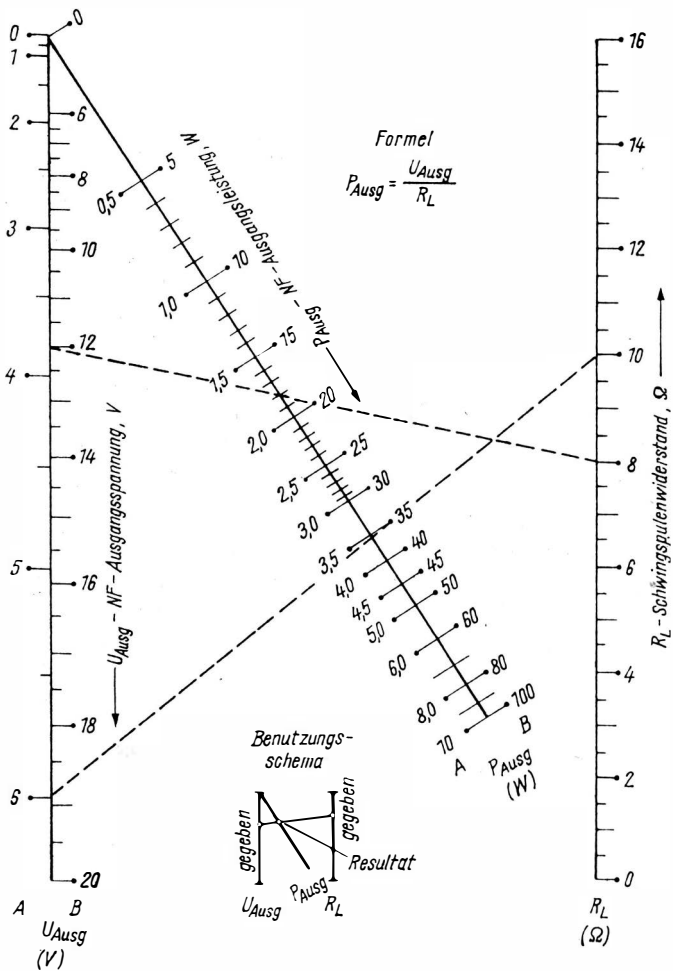 0
1
2
3
4
5
6
0
6
8
10
12
14
16
18
20
A B
U_Ausg
(V)
U_Ausg - NF-Ausgangsspannung, V
0,5
1,0
1,5
2,0
2,5
3,0
3,5
4,0
4,5
5,0
6,0
8,0
10
5
10
15
20
25
30
35
40
45
50
60
80
100
A B
P_Ausg
(W)
P_Ausg - NF-Ausgangsleistung, W
Formel
P_Ausg = U_Ausg / R_L
16
14
12
10
8
6
4
2
0
R_L
(Ω)
R_L-Schwingspulenwiderstand, Ω
Benutzungs-
schema
gegeben
gegeben
Resultat
U_Ausg P_Ausg R_L